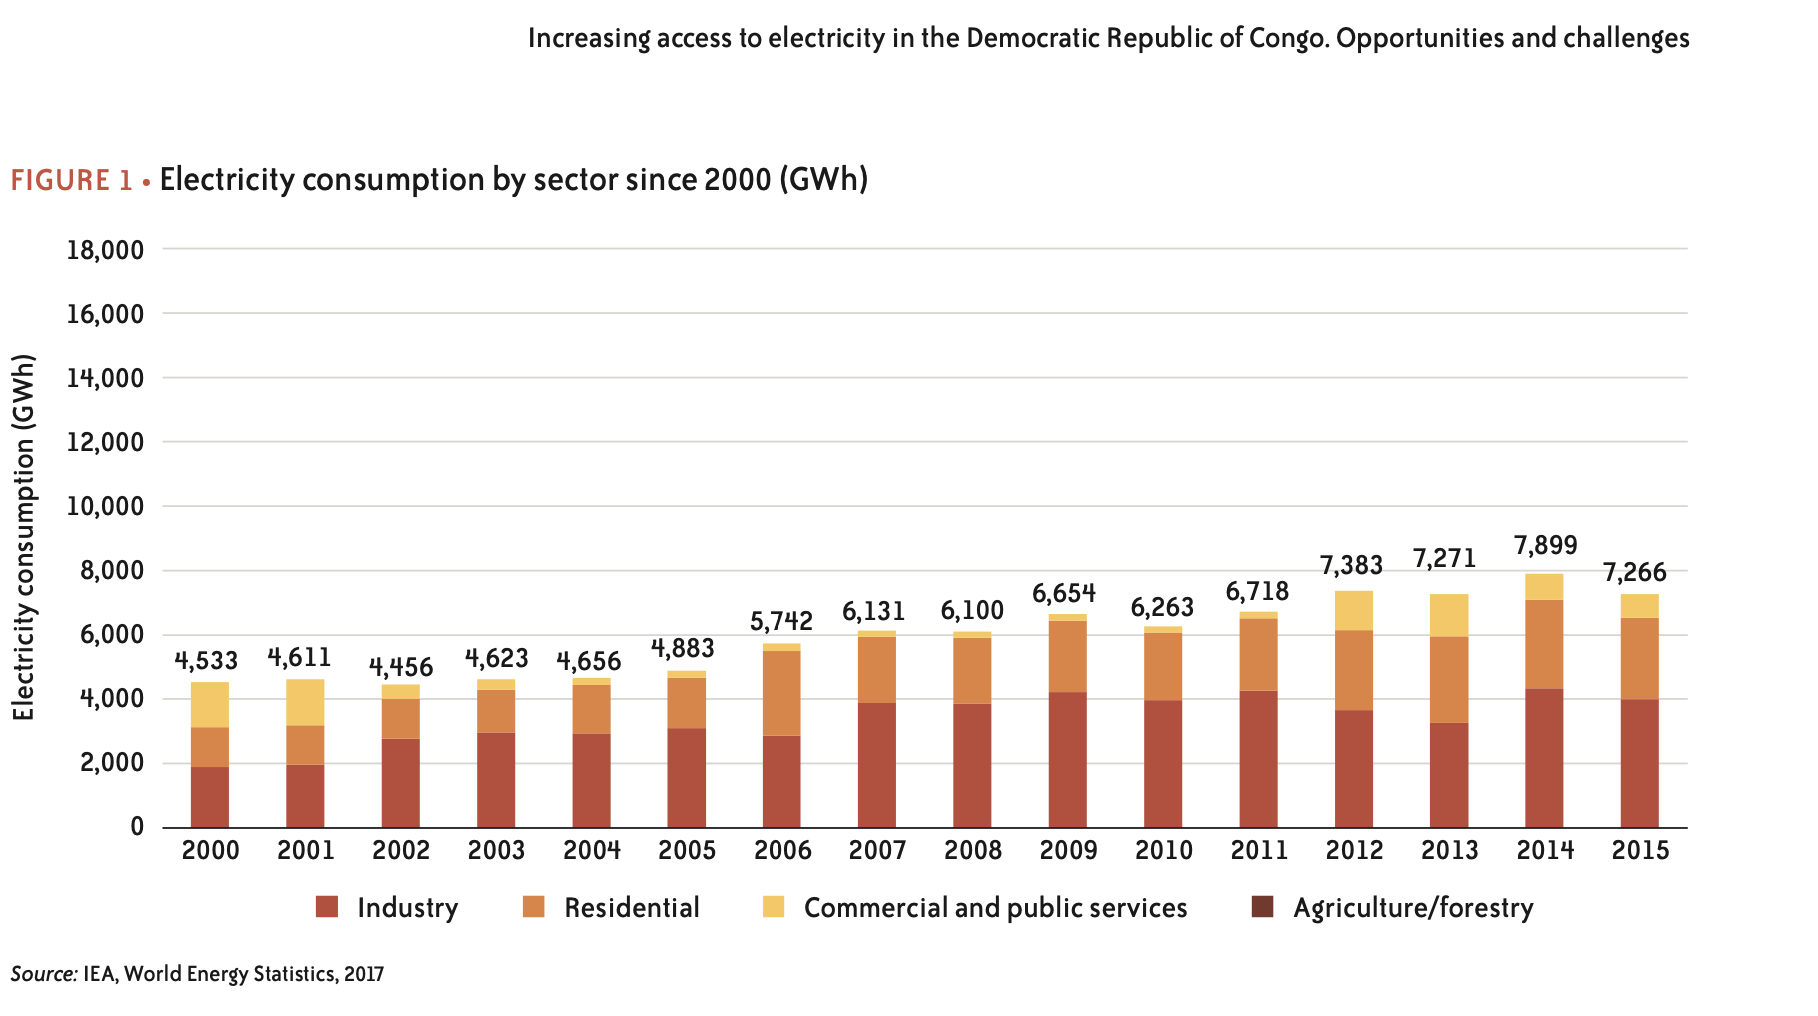 Increasing access to electricity in the Democratic Republic of Congo. Opportunities and challenges
FIGURE 1 • Electricity consumption by sector since 2000 (GWh)
Electricity consumption (GWh)
18,000
16,000
14,000
12,000
10,000
8,000
6,000
4,000
2,000
0
4,533 4,611 4,456 4,623 4,656 4,883 5,742 6,131 6,100 6,654 6,263 6,718 7,383 7,271 7,899 7,266
2000 2001 2002 2003 2004 2005 2006 2007 2008 2009 2010 2011 2012 2013 2014 2015
Industry Residential Commercial and public services Agriculture/forestry
Source: IEA, World Energy Statistics, 2017